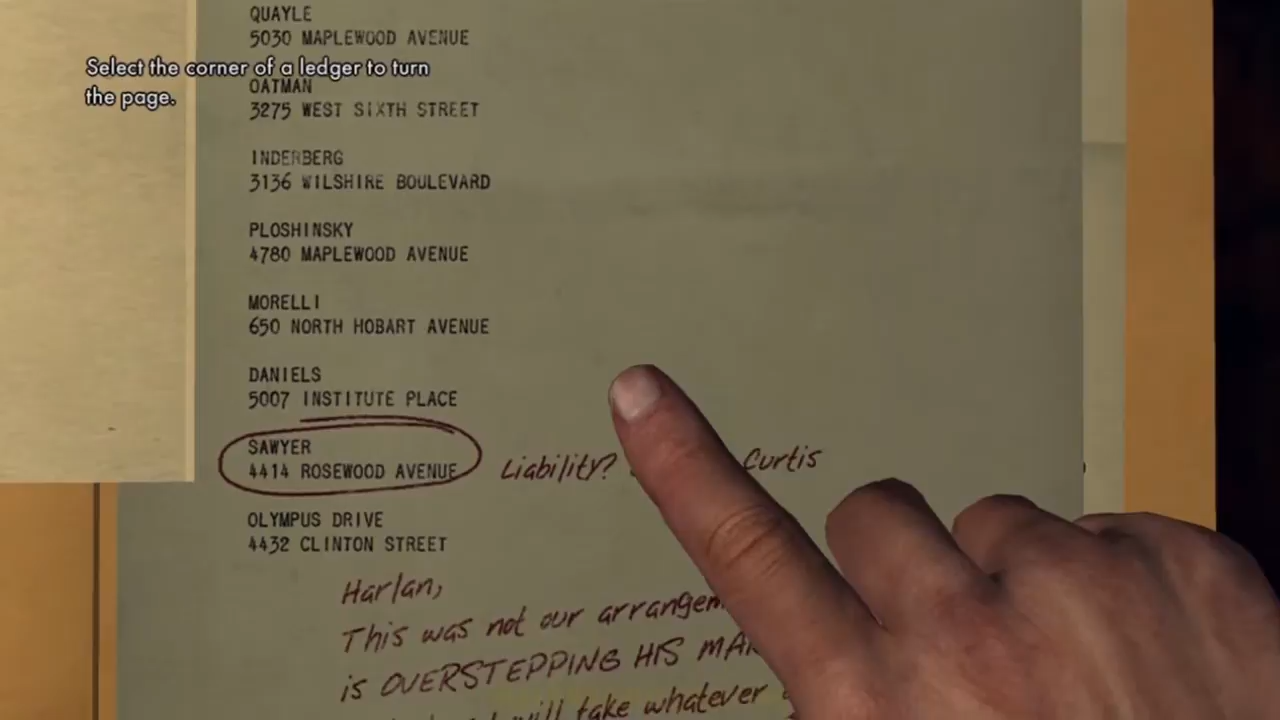 QUAYLE
5030 MAPLEWOOD AVENUE
Select the corner of a ledger to turn
the page.
OATMAN
3275 WEST SIXTH STREET
INDERBERG
3136 WILSHIRE BOULEVARD
PLOSHINSKY
4780 MAPLEWOOD AVENUE
MORELLI
650 NORTH HOBART AVENUE
DANIELS
5007 INSTITUTE PLACE
SAWYER
4414 ROSEWOOD AVENUE
Liability? Curtis
OLYMPUS DRIVE
4432 CLINTON STREET
Harlan,
This was not our
is OVERSTEPPING HIS
will take whatever